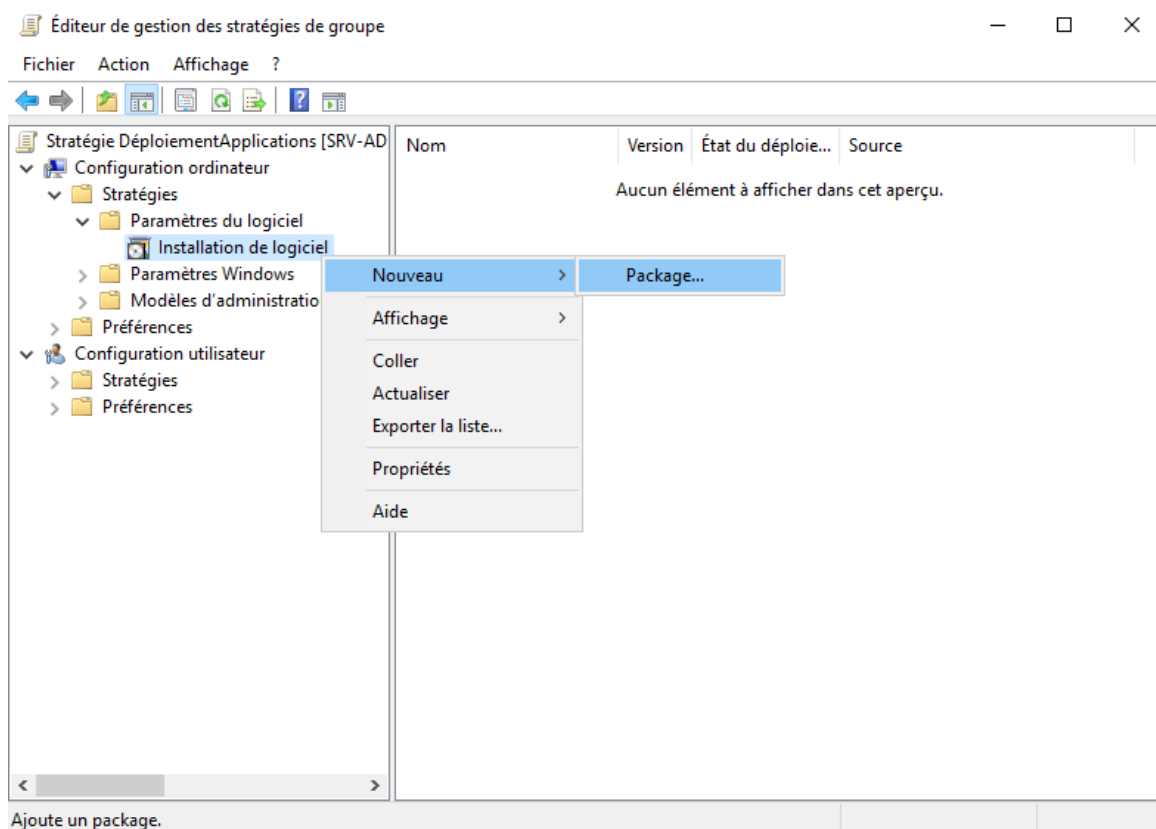 Éditeur de gestion des stratégies de groupe
Fichier Action Affichage ?
Stratégie DéploiementApplications [SRV-AD
Configuration ordinateur
Stratégies
Paramètres du logiciel
Installation de logiciel
Paramètres Windows
Modèles d'administratio
Préférences
Configuration utilisateur
Stratégies
Préférences
Nom Version État du déploie... Source
Aucun élément à afficher dans cet aperçu.
Nouveau
Package...
Affichage
Coller
Actualiser
Exporter la liste...
Propriétés
Aide
Ajoute un package.